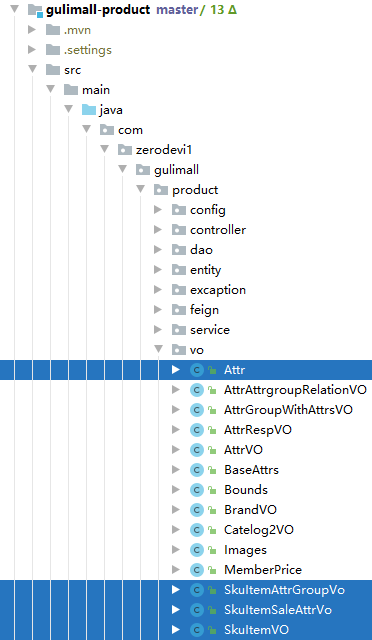 gulimall-product master / 13 Δ
.mvn
.settings
src
main
java
com
zerodevi1
gulimall
product
config
controller
dao
entity
excaption
feign
service
vo
C Attr
C AttrAttrgroupRelationVO
C AttrGroupWithAttrsVO
C AttrRespVO
C AttrVO
C BaseAttrs
C Bounds
C BrandVO
C Catelog2VO
C Images
C MemberPrice
C SkuItemAttrGroupVo
C SkuItemSaleAttrVo
C SkuItemVO